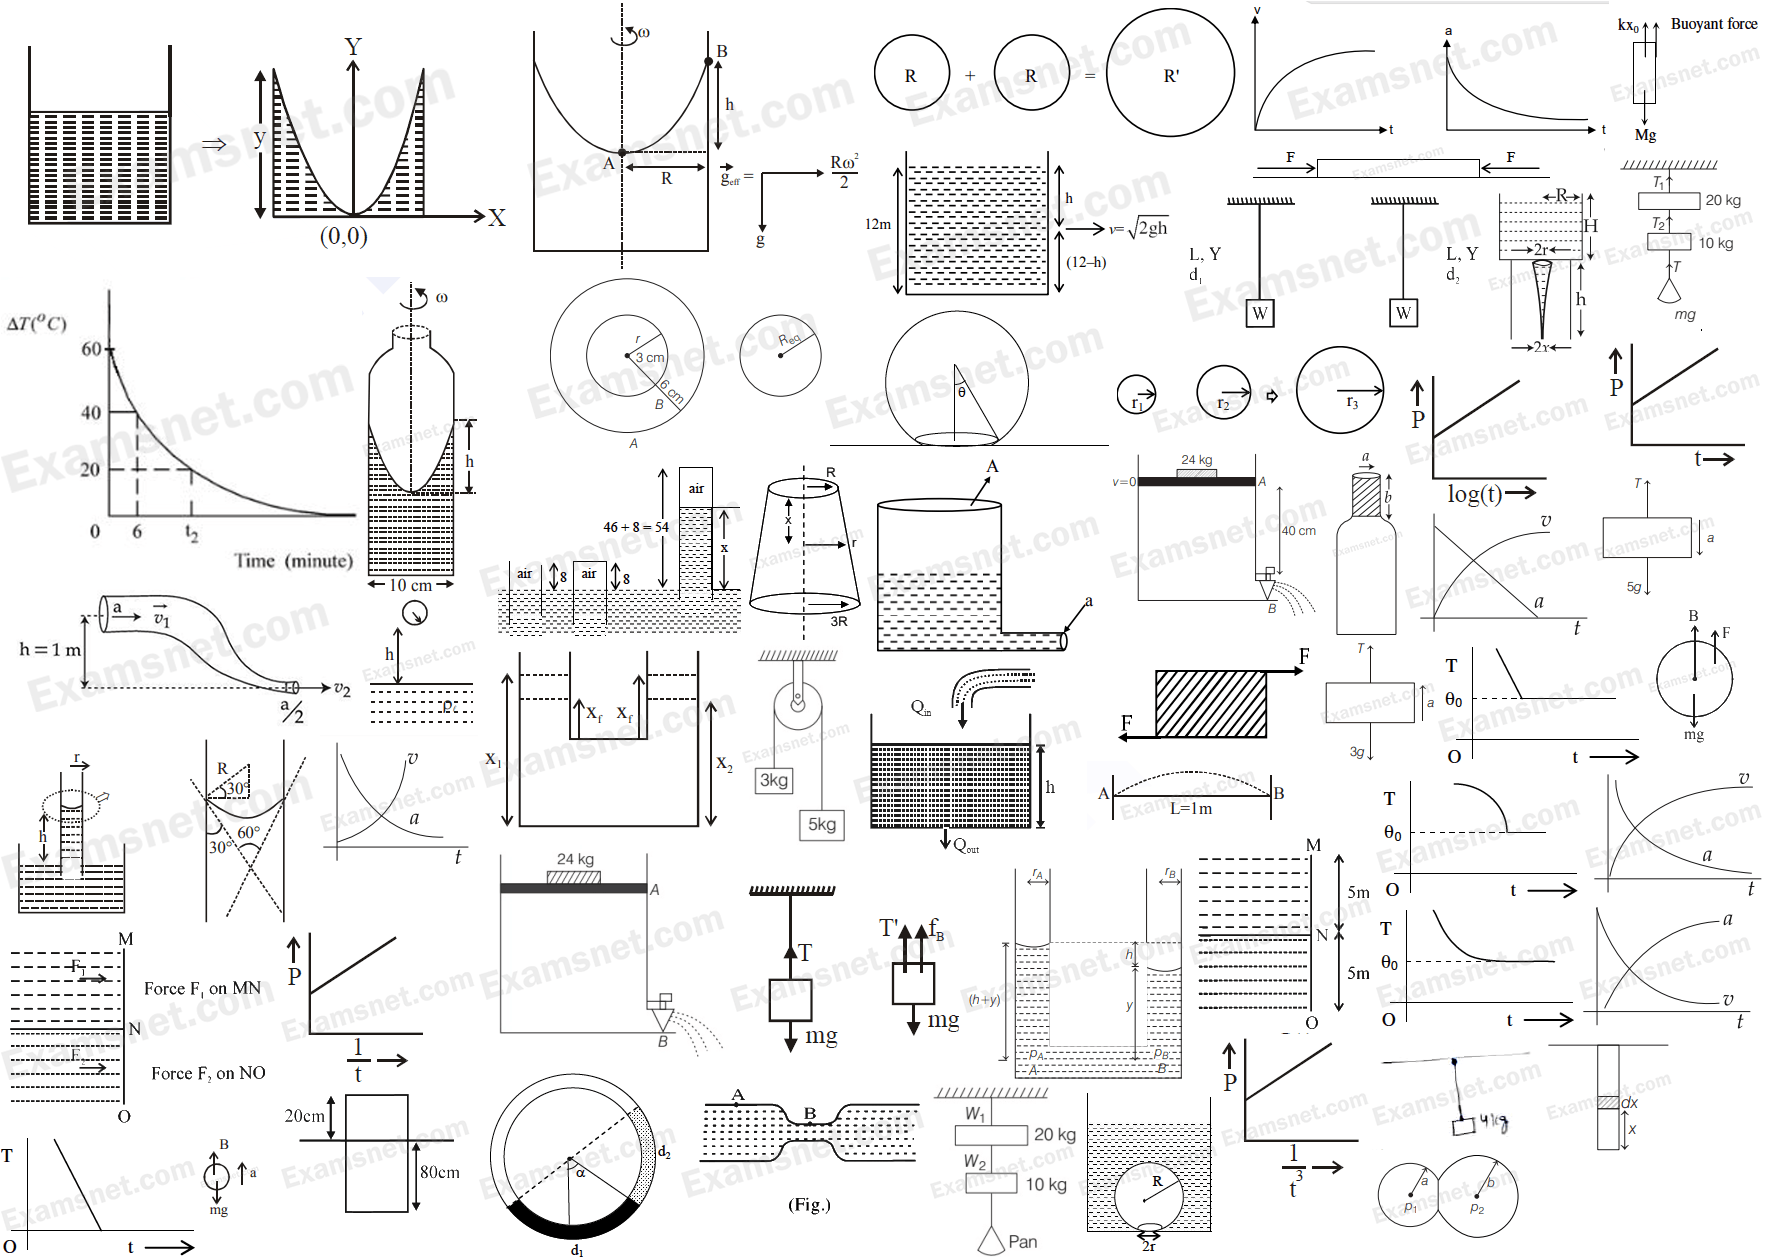 Y
y
X
(0,0)
ω
B
h
A
R
g_eff =
Rω²
2
g
R
+
R
=
R'
v
t
a
t
kx₀
Buoyant force
Mg
F
F
12m
h
v=√2gh
(12–h)
L, Y
d₁
W
L, Y
d₂
W
R
H
2r
h
2x
T₁
20 kg
T₂
10 kg
T
mg
ΔT(°C)
60
40
20
0
6
t₂
Time (minute)
ω
h
10 cm
r
3 cm
6 cm
B
A
R_eq
θ
r₁
r₂
r₃
P
log(t)
P
t
46 + 8 = 54
air
x
air
8
air
8
R
x
r
3R
A
a
24 kg
v=0
A
40 cm
B
a
b
v
a
t
T
a
5g
a
v₁
h = 1 m
v₂
a/2
h
ρ
X₁
X_f
X_f
X₂
3kg
5kg
Q_in
h
Q_out
F
F
T
a
3g
T
θ₀
O
t
B
F
mg
A
B
L=1m
r
h
R
30°
60°
30°
v
a
t
24 kg
A
B
T
mg
T'
f_B
mg
r_A
r_B
h
(h+y)
y
p_A
p_B
A
B
M
5m
N
5m
O
T
θ₀
O
t
v
a
t
T
θ₀
O
t
a
v
t
M
F₁
Force F₁ on MN
N
F
Force F₂ on NO
O
P
1
t
20cm
80cm
T
O
t
B
a
mg
d₂
α
d₁
A
B
(Fig.)
W₁
20 kg
W₂
10 kg
Pan
R
2r
P
1
t³
4kg
dx
x
a
b
p₁
p₂
Examsnet.com